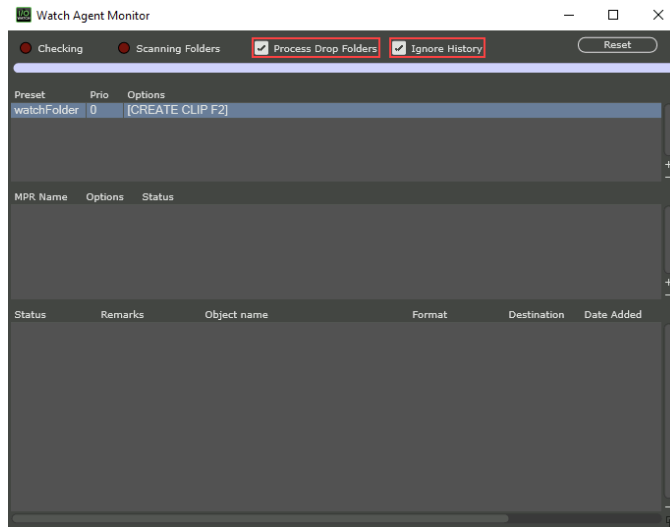 Watch Agent Monitor
Checking Scanning Folders Process Drop Folders Ignore History Reset
Preset Prio Options
watchFolder 0 [CREATE CLIP F2]
MPR Name Options Status
Status Remarks Object name Format Destination Date Added